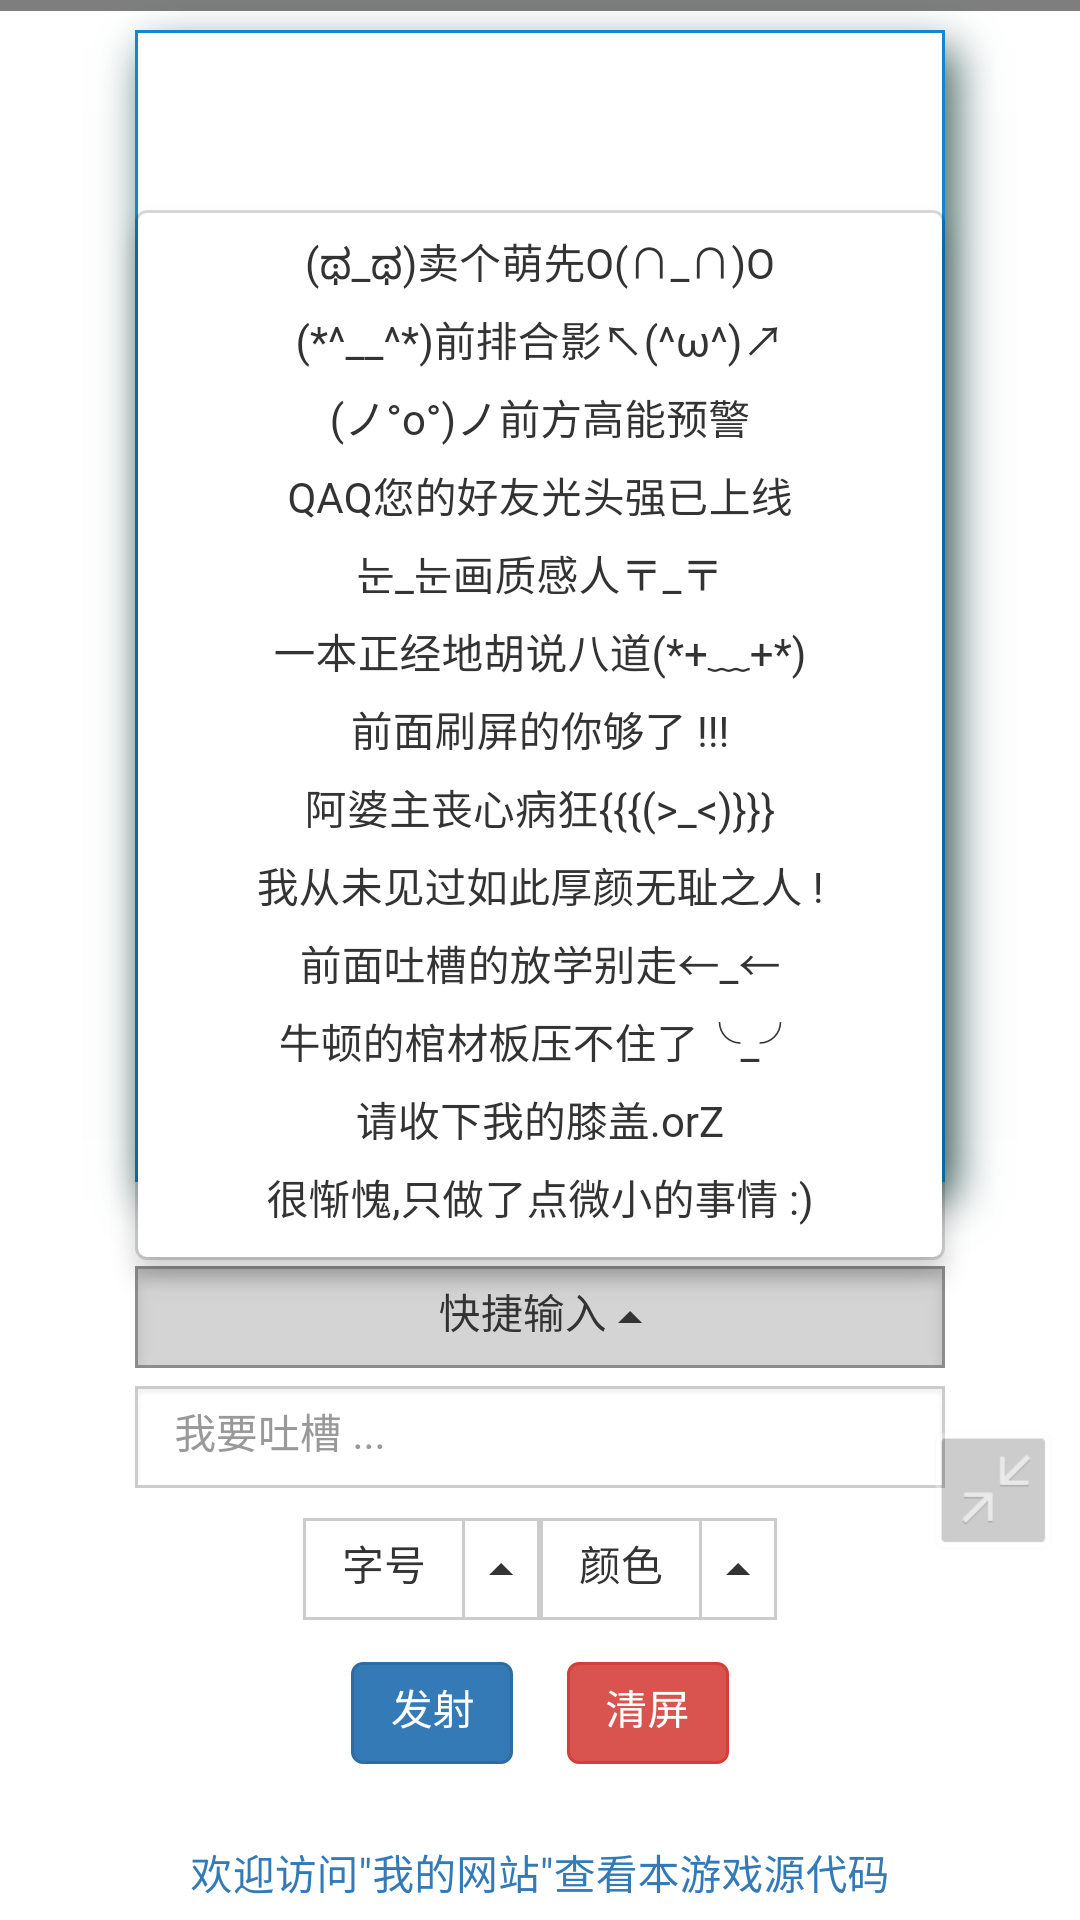 (ಥ_ಥ)卖个萌先O(∩_∩)O
(*^__^*)前排合影↖(^ω^)↗
(ノ°ο°)ノ前方高能预警
QAQ您的好友光头强已上线
눈_눈画质感人〒_〒
一本正经地胡说八道(*+﹏+*)
前面刷屏的你够了 !!!
阿婆主丧心病狂{{{(>_<)}}}
我从未见过如此厚颜无耻之人 !
前面吐槽的放学别走←_←
牛顿的棺材板压不住了╰_╯
请收下我的膝盖.orZ
很惭愧,只做了点微小的事情 :)
快捷输入
我要吐槽 ...
字号 颜色
发射 清屏
欢迎访问"我的网站"查看本游戏源代码